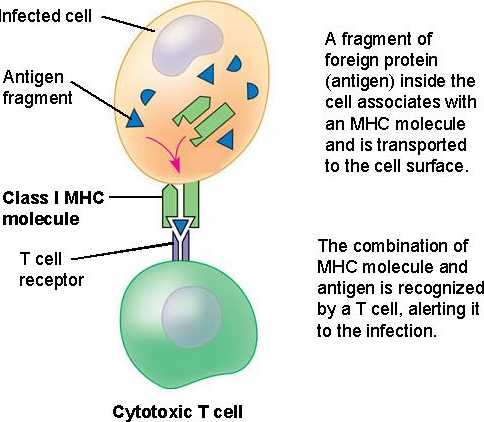 Infected cell
Antigen
fragment
Class I MHC
molecule
T cell
receptor
Cytotoxic T cell
A fragment of
foreign protein
(antigen) inside the
cell associates with
an MHC molecule
and is transported
to the cell surface.
The combination of
MHC molecule and
antigen is recognized
by a T cell, alerting it
to the infection.